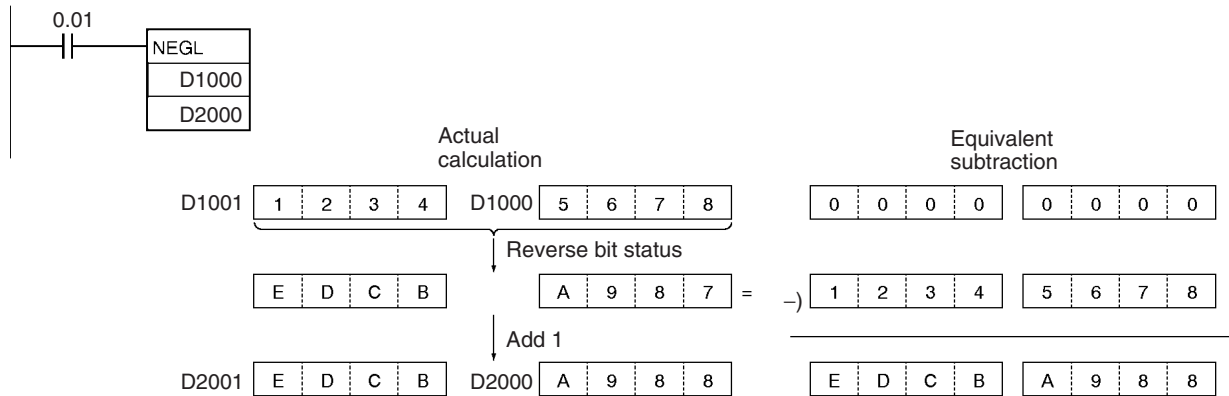 0.01
NEGL
D1000
D2000
Actual
calculation
Equivalent
subtraction
D1001 1 2 3 4 D1000 5 6 7 8 0 0 0 0 0 0 0 0
Reverse bit status
E D C B A 9 8 7 = –) 1 2 3 4 5 6 7 8
Add 1
D2001 E D C B D2000 A 9 8 8 E D C B A 9 8 8